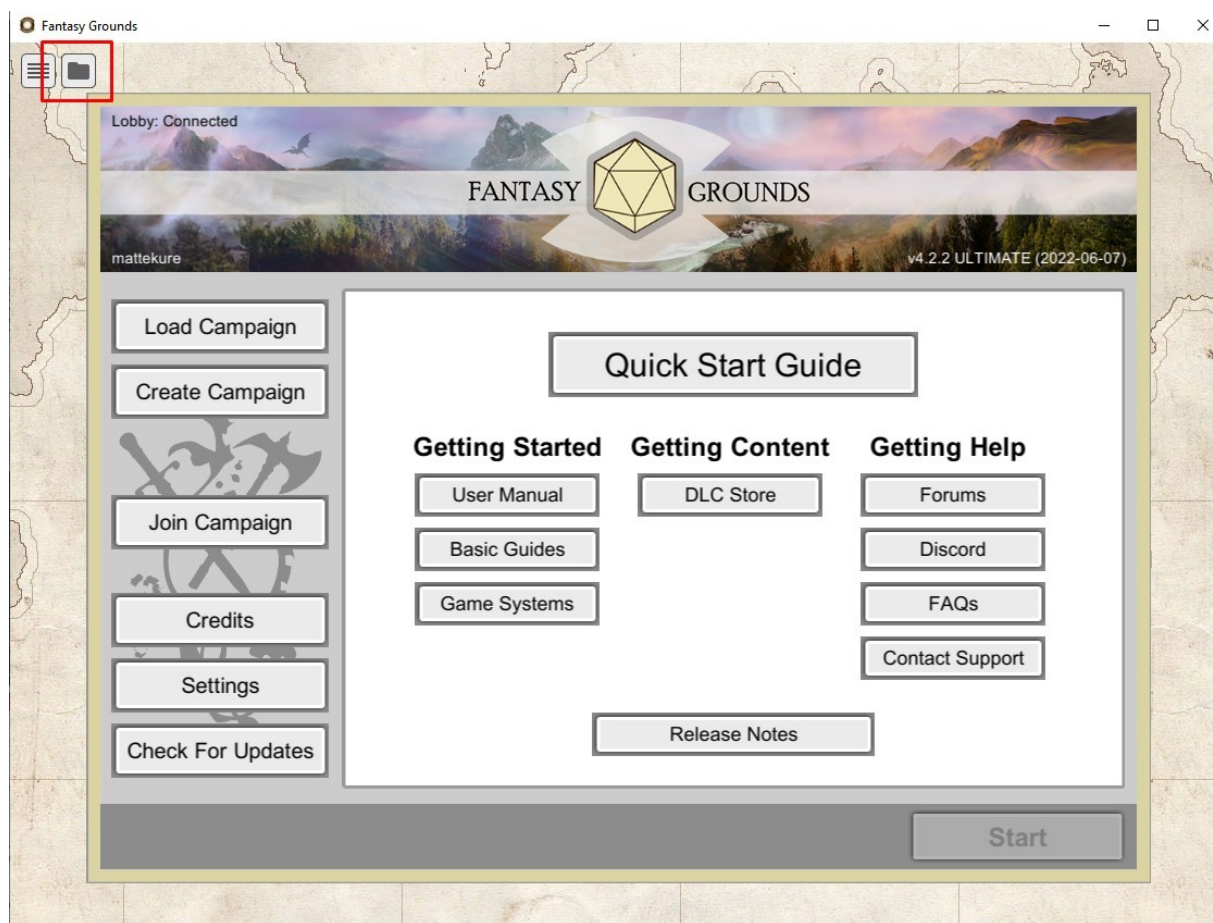 Fantasy Grounds
Lobby: Connected
FANTASY GROUNDS
mattekure
v4.2.2 ULTIMATE (2022-06-07)
Load Campaign
Create Campaign
Join Campaign
Credits
Settings
Check For Updates
Quick Start Guide
Getting Started
User Manual
Basic Guides
Game Systems
Getting Content
DLC Store
Getting Help
Forums
Discord
FAQs
Contact Support
Release Notes
Start